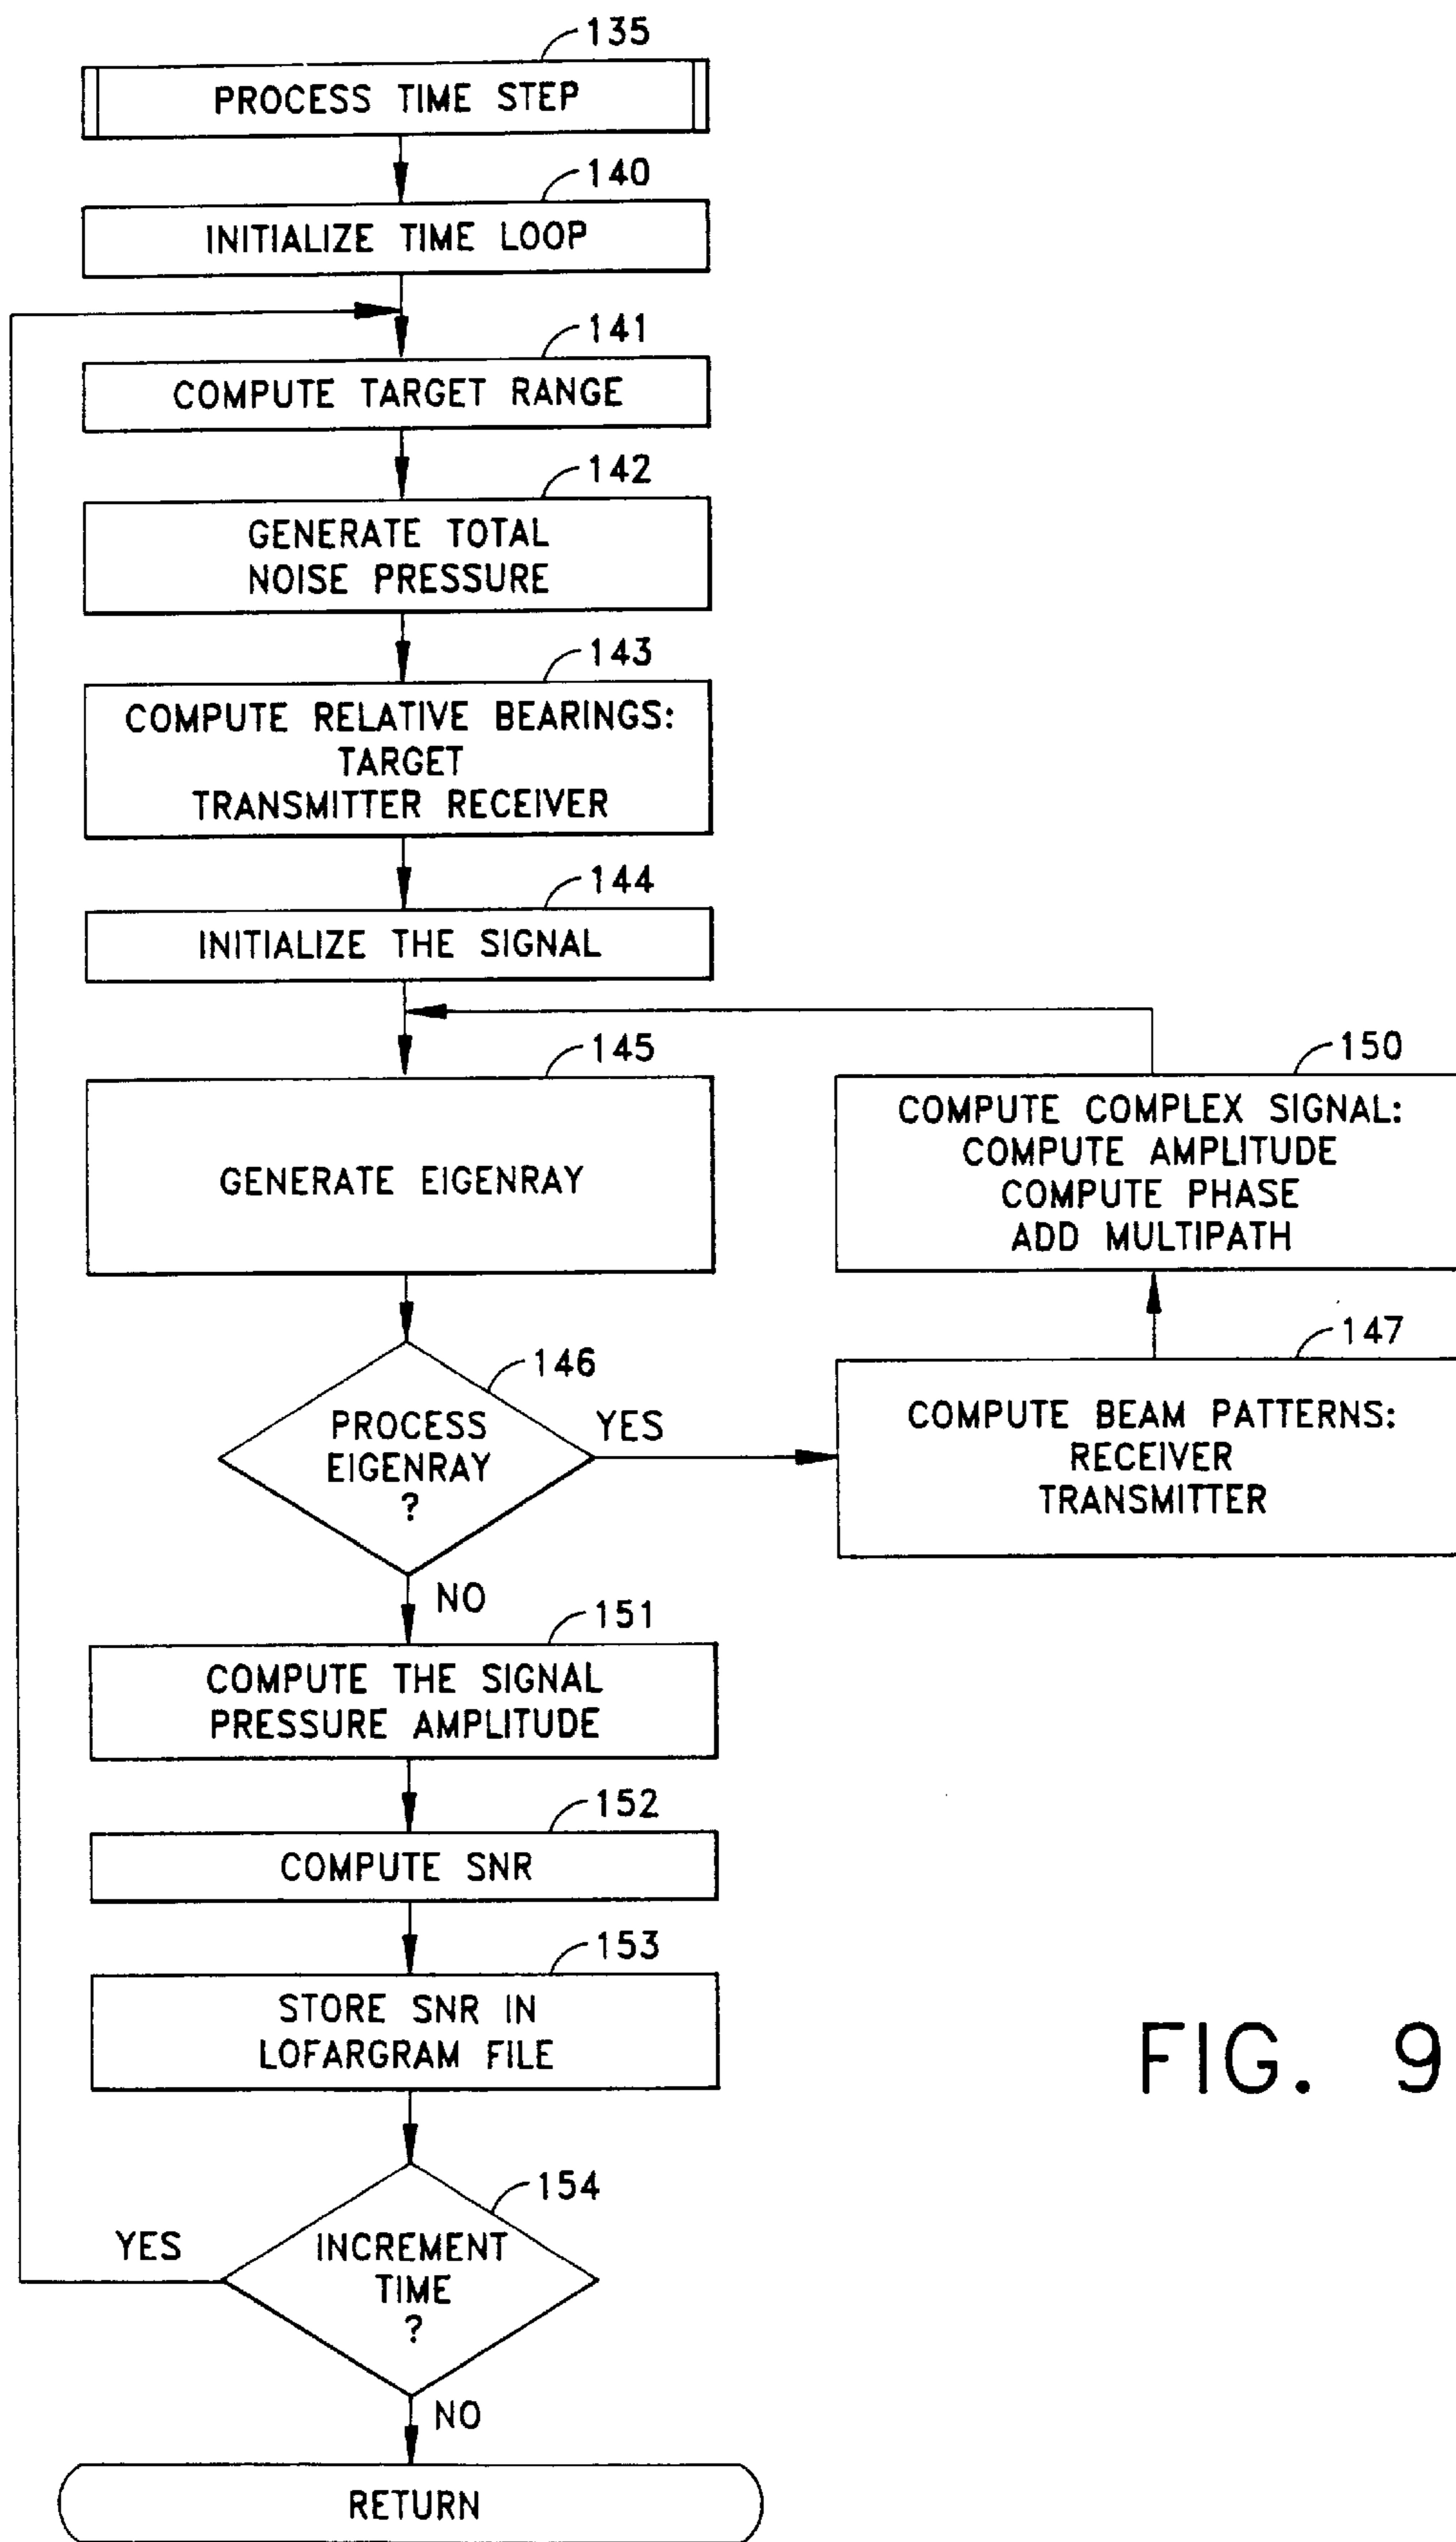 135
PROCESS TIME STEP
140
INITIALIZE TIME LOOP
141
COMPUTE TARGET RANGE
142
GENERATE TOTAL
NOISE PRESSURE
143
COMPUTE RELATIVE BEARINGS:
TARGET
TRANSMITTER RECEIVER
144
INITIALIZE THE SIGNAL
145
GENERATE EIGENRAY
150
COMPUTE COMPLEX SIGNAL:
COMPUTE AMPLITUDE
COMPUTE PHASE
ADD MULTIPATH
146
PROCESS
EIGENRAY
?
YES
147
COMPUTE BEAM PATTERNS:
RECEIVER
TRANSMITTER
NO
151
COMPUTE THE SIGNAL
PRESSURE AMPLITUDE
152
COMPUTE SNR
153
STORE SNR IN
LOFARGRAM FILE
154
INCREMENT
TIME
?
YES
NO
RETURN
FIG. 9